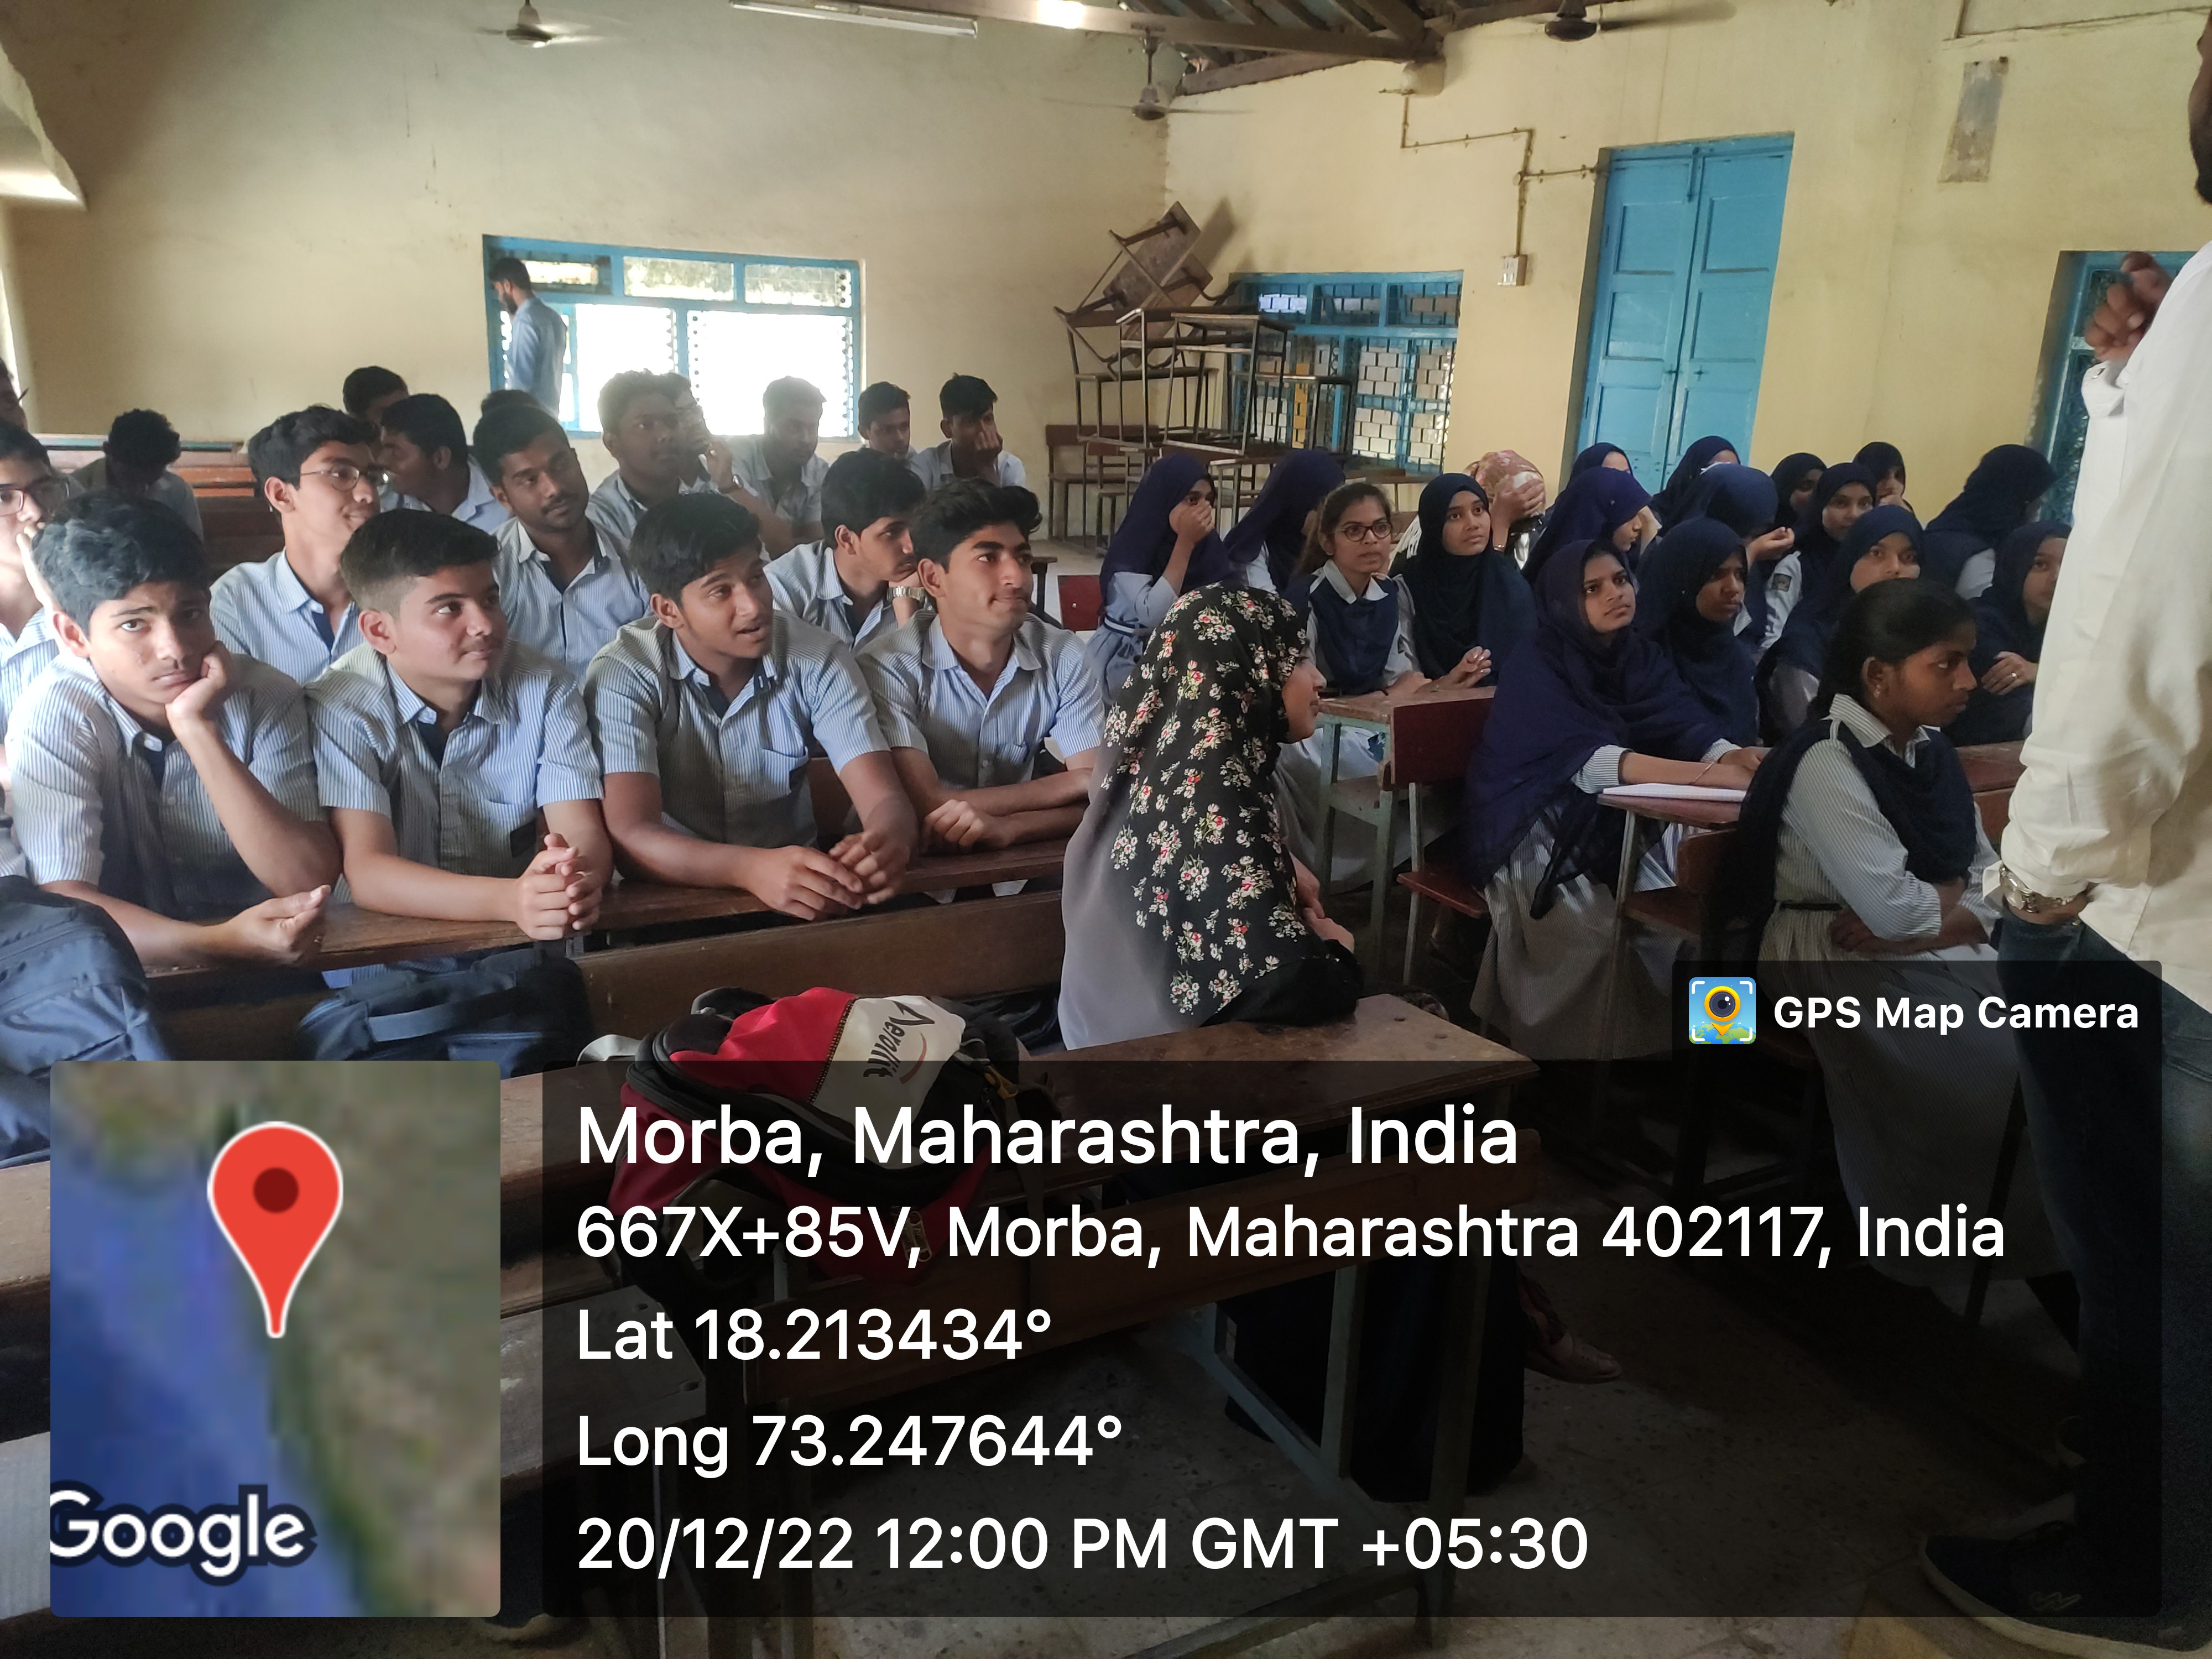 Aerolit
GPS Map Camera
Morba, Maharashtra, India
667X+85V, Morba, Maharashtra 402117, India
Lat 18.213434°
Long 73.247644°
20/12/22 12:00 PM GMT +05:30
Google